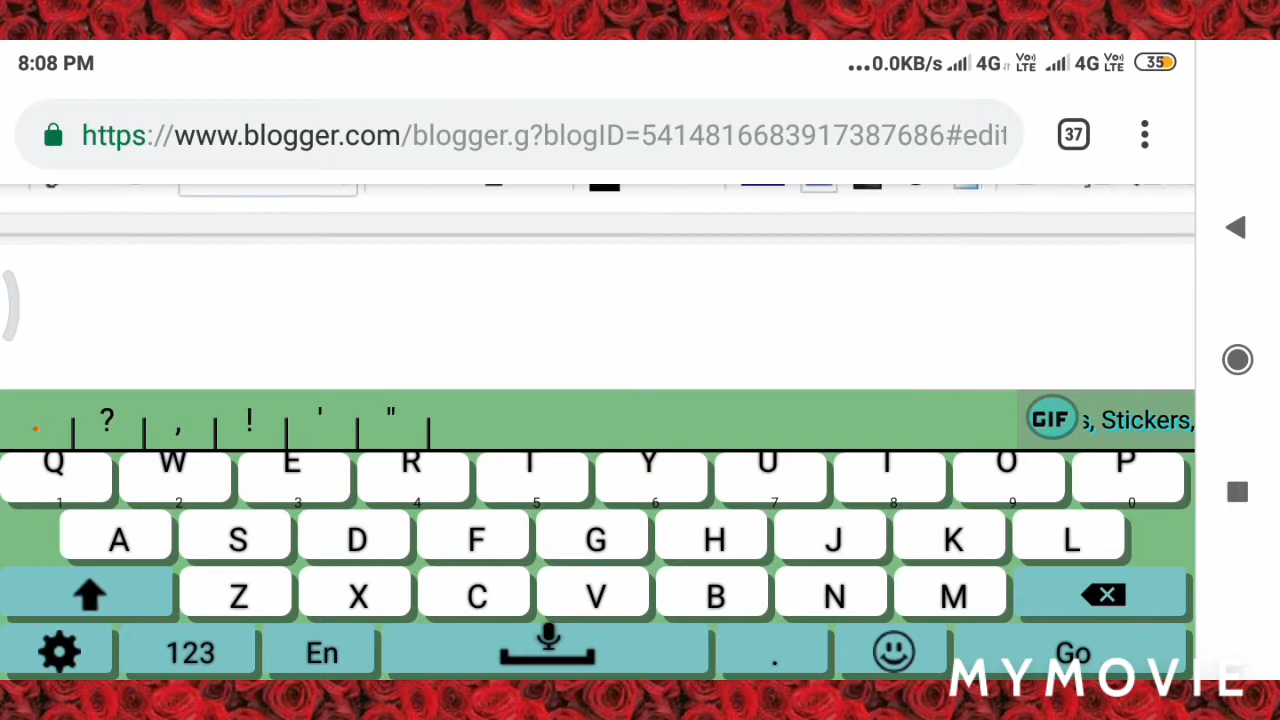 8:08 PM ...0.0KB/s 4G Vo) LTE 4G Vo) LTE 35
https://www.blogger.com/blogger.g?blogID=5414816683917387686#edit 37
. ? , ! ' " GIF s, Stickers,
Q W E R T Y U I O P
1 2 3 4 5 6 7 8 9 0
A S D F G H J K L
Z X C V B N M
123 En . Go
MYMOVIE